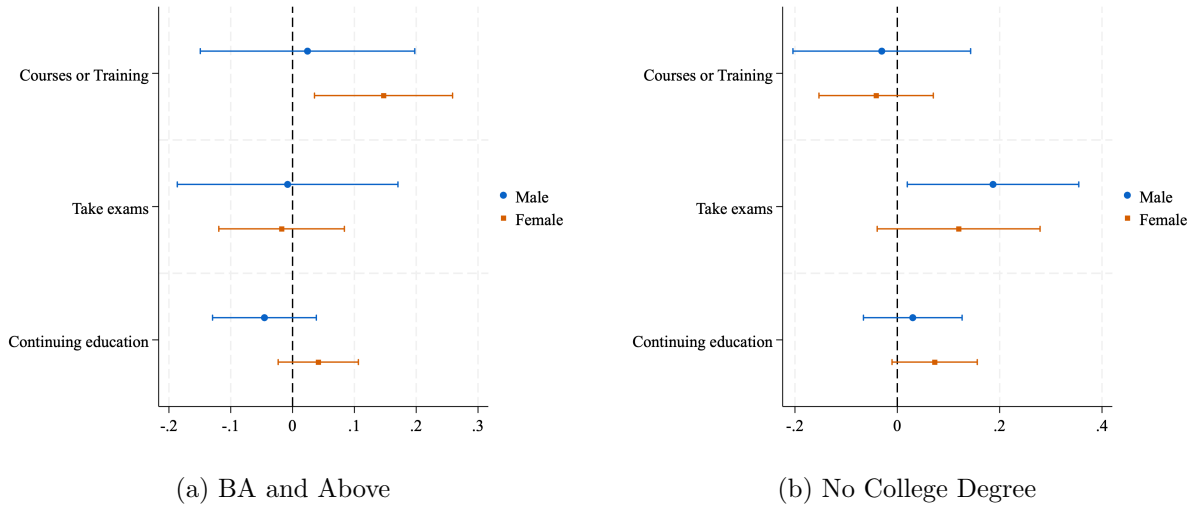 Courses or Training
Take exams
Continuing education
-.2 -.1 0 .1 .2 .3
Male
Female
(a) BA and Above
Courses or Training
Take exams
Continuing education
-.2 0 .2 .4
Male
Female
(b) No College Degree